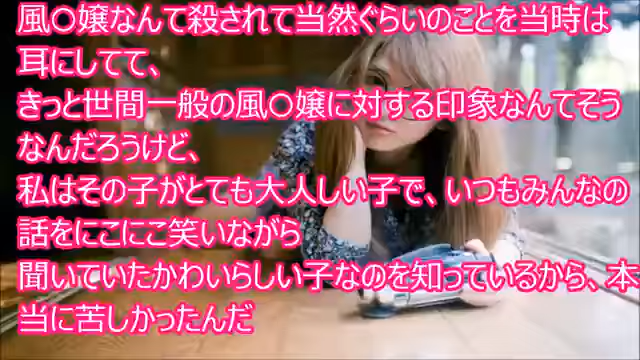 風〇嬢なんて殺されて当然ぐらいのことを当時は
耳にしてて、
きっと世間一般の風〇嬢に対する印象なんてそう
なんだろうけど、
私はその子がとても大人しい子で、いつもみんなの
話をにこにこ笑いながら
聞いていたかわいらしい子なのを知っているから、本
当に苦しかったんだ